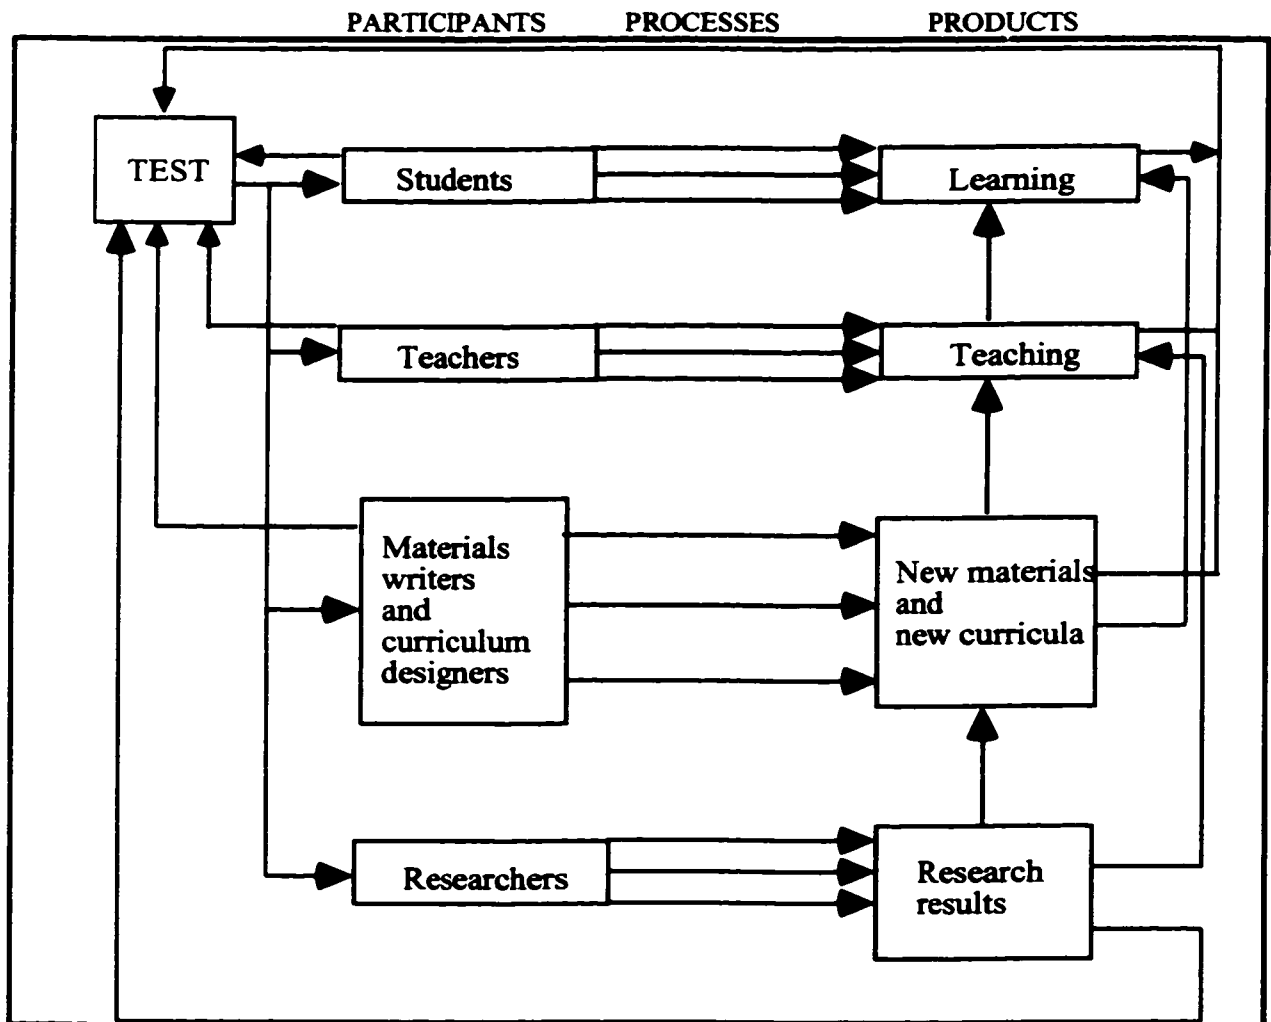 PARTICIPANTS PROCESSES PRODUCTS
TEST
Students
Learning
Teachers
Teaching
Materials
writers
and
curriculum
designers
New materials
and
new curricula
Researchers
Research
results